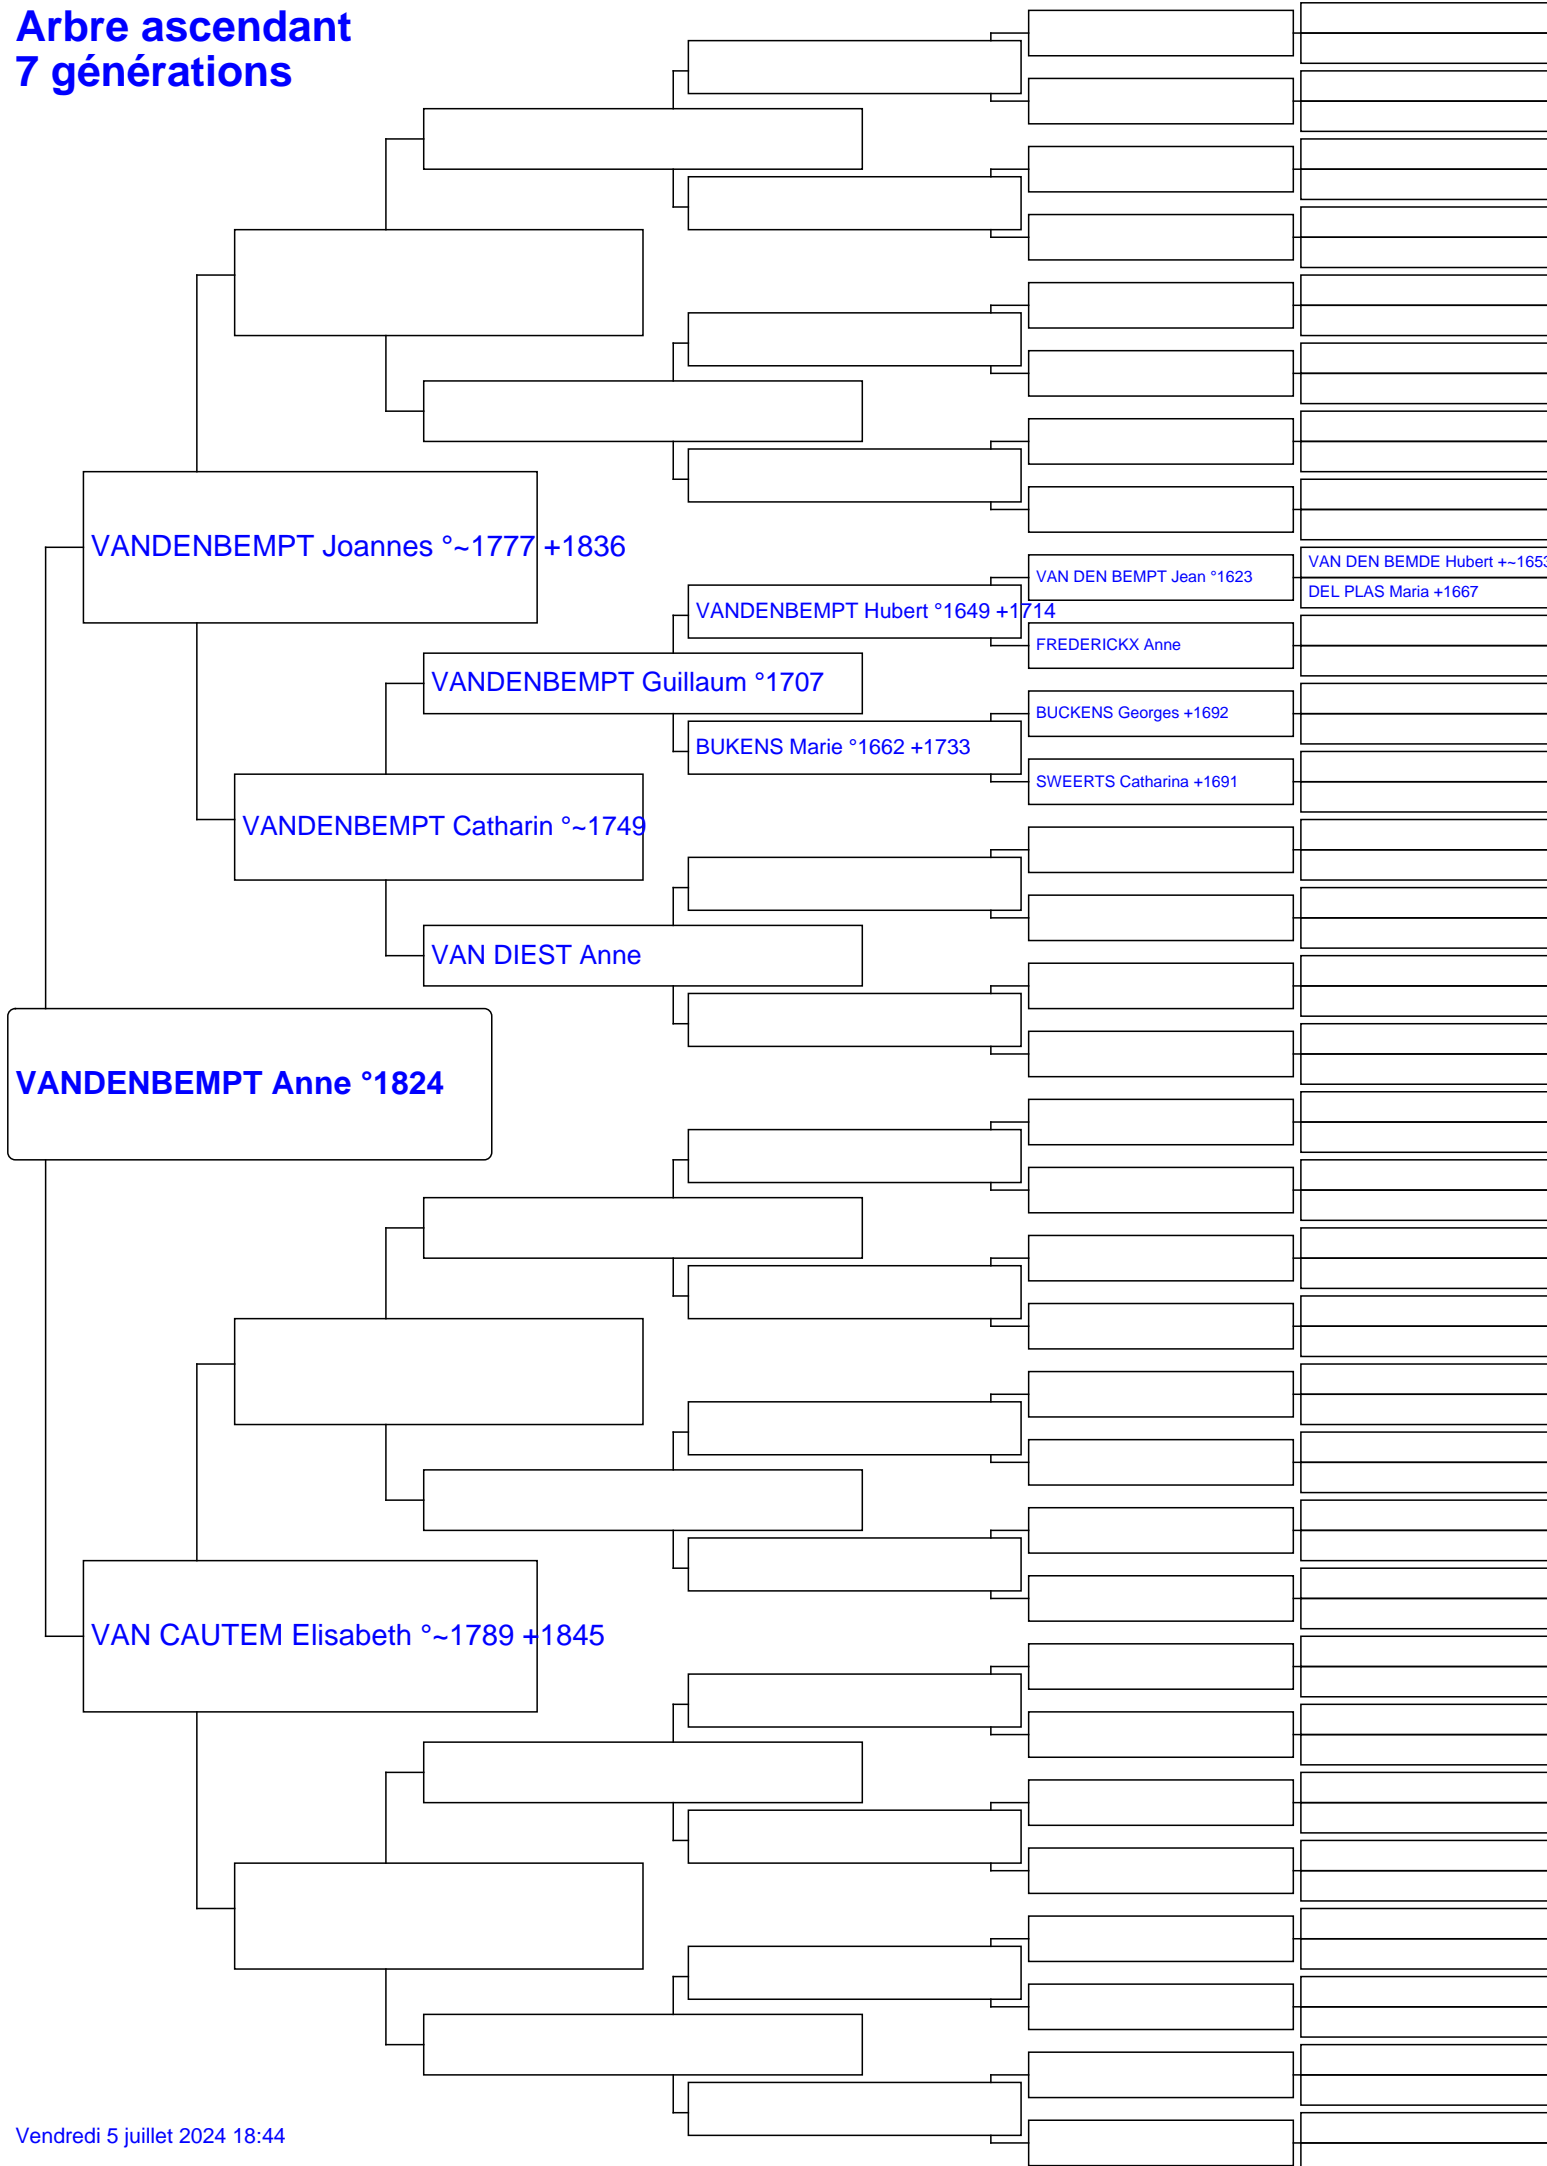 Arbre ascendant
7 générations
VANDENBEMPT Joannes °~1777 +1836
VAN DEN BEMPT Jean °1623
VAN DEN BEMDE Hubert +~1653
DEL PLAS Maria +1667
VANDENBEMPT Hubert °1649 +1714
FREDERICKX Anne
VANDENBEMPT Guillaum °1707
BUCKENS Georges +1692
BUKENS Marie °1662 +1733
SWEERTS Catharina +1691
VANDENBEMPT Catharin °~1749
VAN DIEST Anne
VANDENBEMPT Anne °1824
VAN CAUTEM Elisabeth °~1789 +1845
Vendredi 5 juillet 2024 18:44